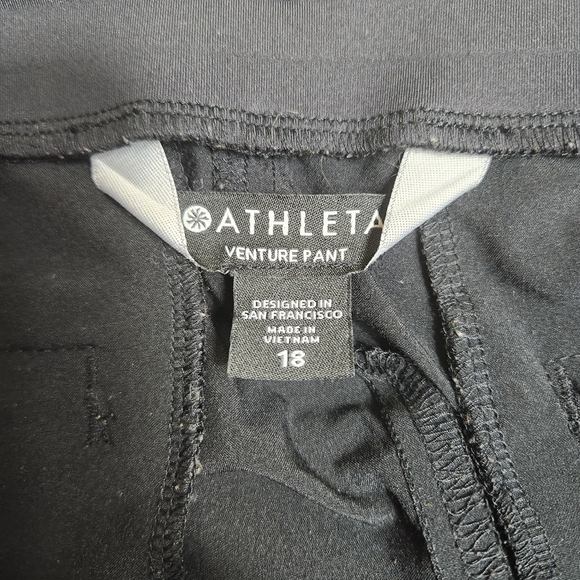 ATHLETA
VENTURE PANT
DESIGNED IN
SAN FRANCISCO
MADE IN
VIETNAM
18